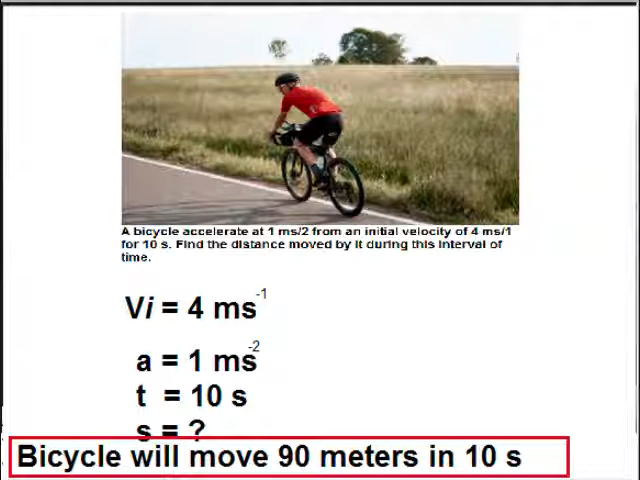 A bicycle accelerate at 1 ms/2 from an initial velocity of 4 ms/1
for 10 s. Find the distance moved by it during this interval of
time.
Vi = 4 ms-1
a = 1 ms-2
t = 10 s
s = ?
Bicycle will move 90 meters in 10 s